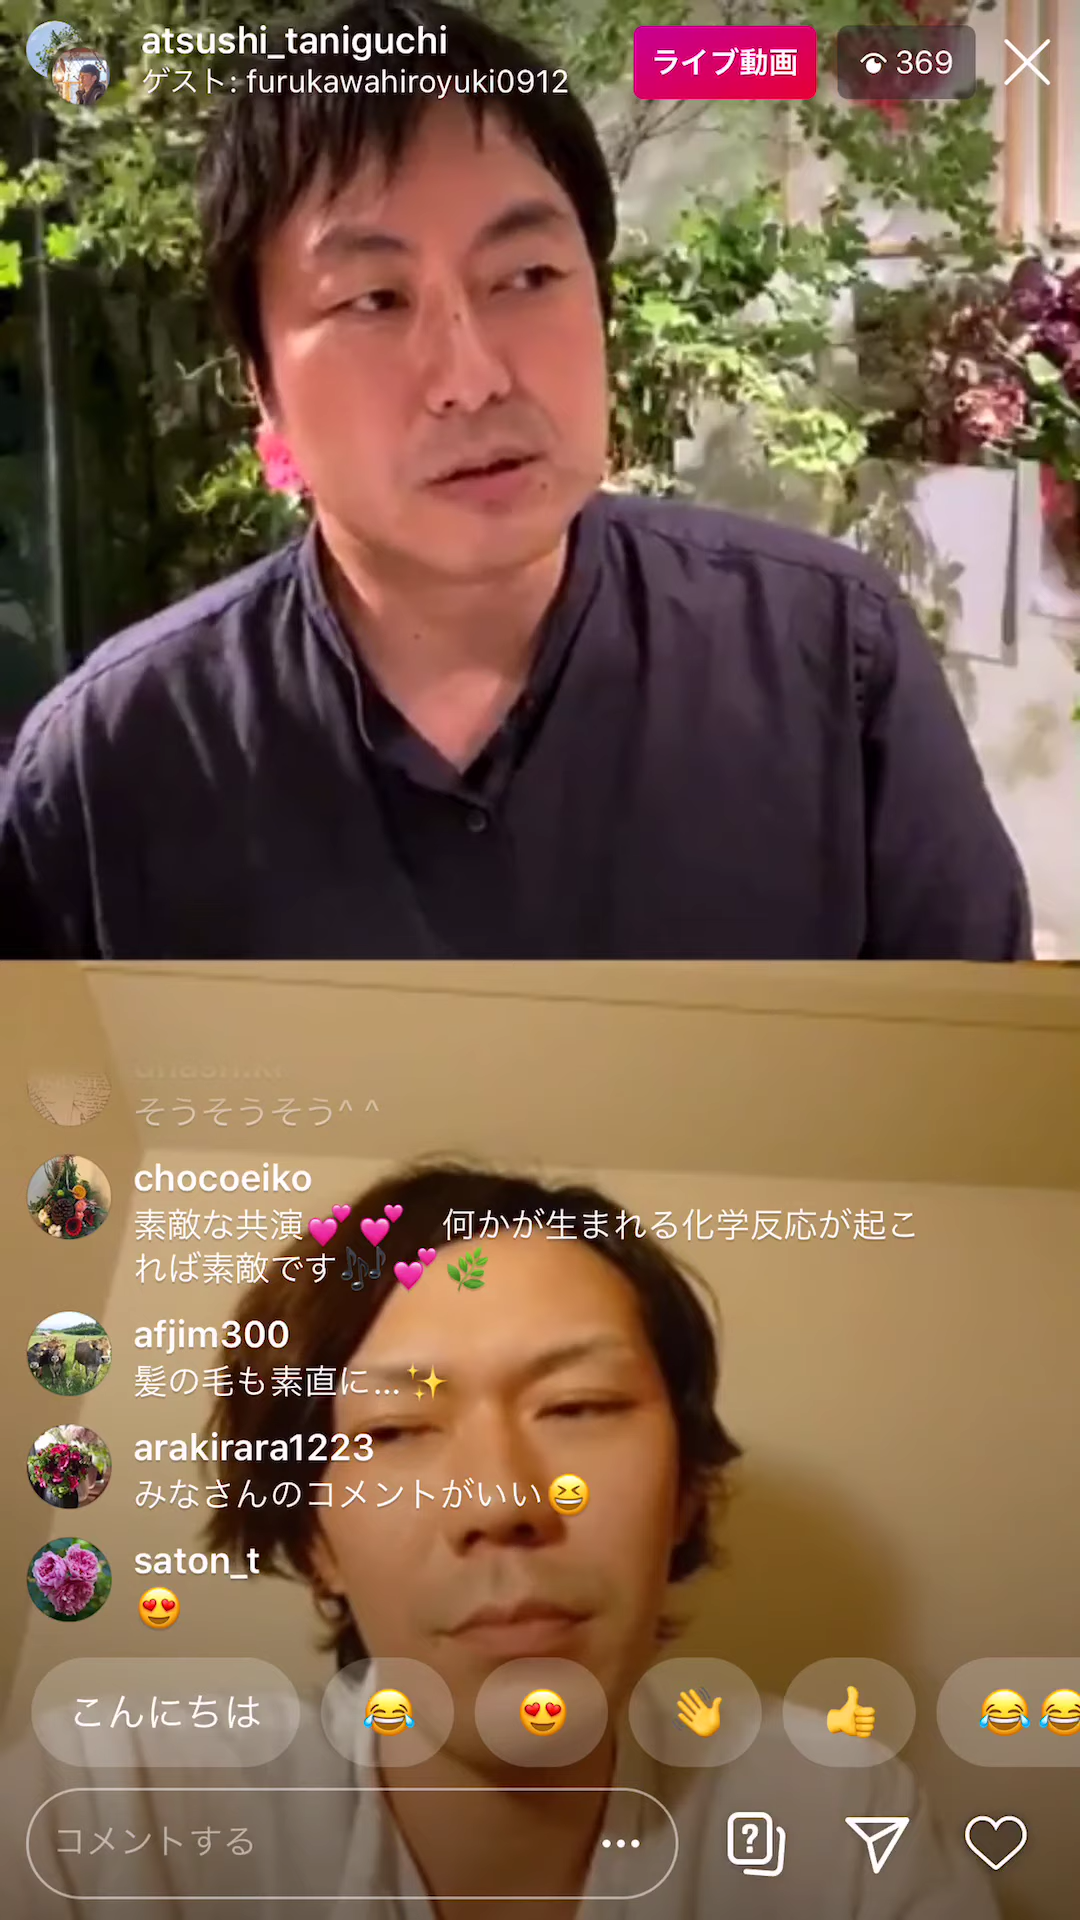 atsushi_taniguchi
ゲスト: furukawahiroyuki0912
ライブ動画
369
そうそうそう^ ^
chocoeiko
素敵な共演💕💕 何かが生まれる化学反応が起こ
れば素敵です🎶💕🌿
afjim300
髪の毛も素直に...✨
arakirara1223
みなさんのコメントがいい😆
saton_t
😍
こんにちは 😂 😍 👋 👍 😂😂
コメントする